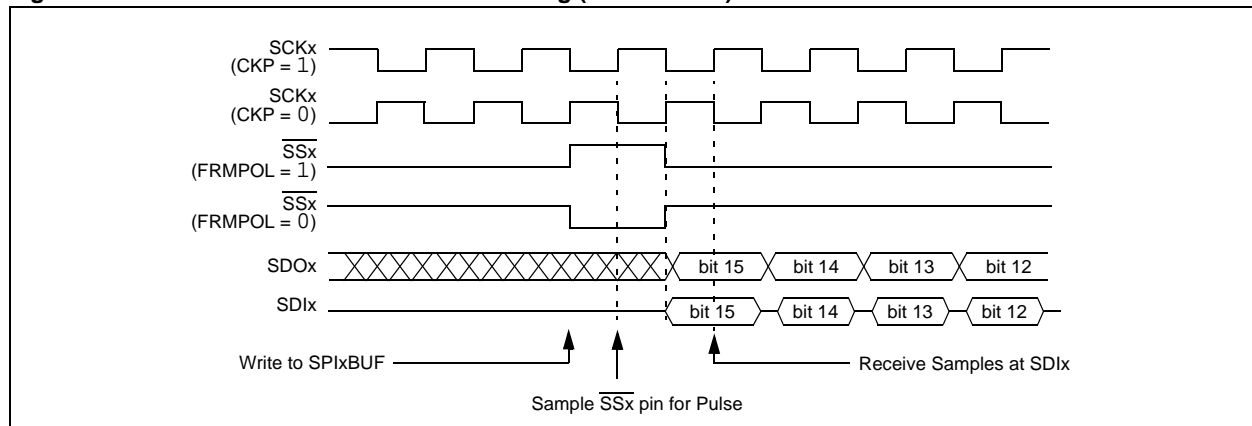 SCKx
(CKP = 1)
SCKx
(CKP = 0)
SSx
(FRMPOL = 1)
SSx
(FRMPOL = 0)
SDOx
bit 15 bit 14 bit 13 bit 12
SDIx
bit 15 bit 14 bit 13 bit 12
Write to SPIxBUF
Receive Samples at SDIx
Sample SSx pin for Pulse